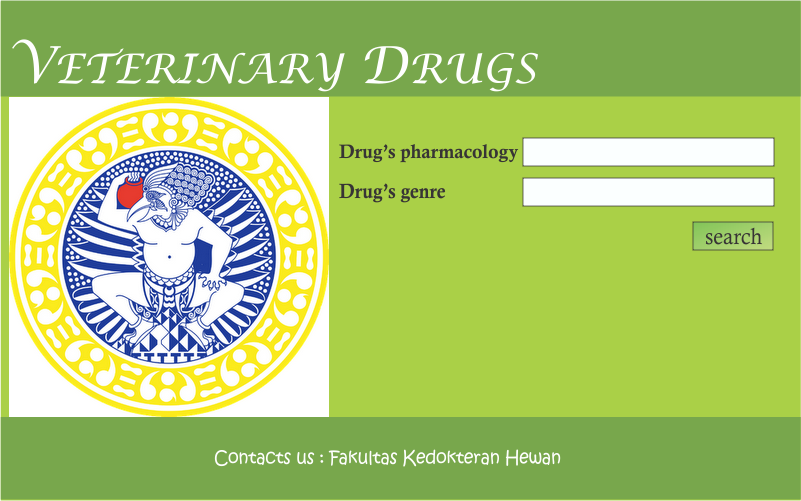 VETERINARY DRUGS
Drug's pharmacology
Drug's genre
search
Contacts us : Fakultas Kedokteran Hewan